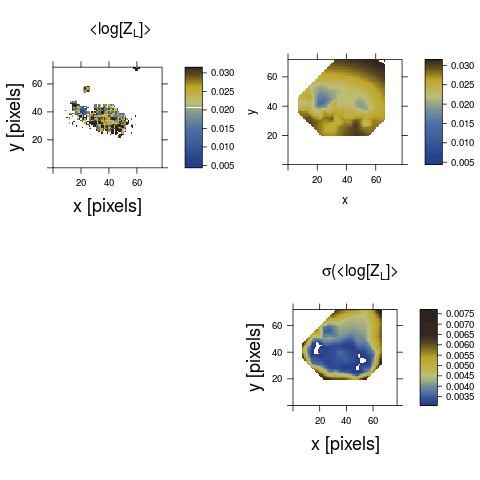 <log[Z_L]>
y [pixels]
60
40
20
20 40 60
x [pixels]
0.030
0.025
0.020
0.015
0.010
0.005
y
60
40
20
20 40 60
x
0.030
0.025
0.020
0.015
0.010
0.005
σ(<log[Z_L]>
y [pixels]
60
40
20
20 40 60
x [pixels]
0.0075
0.0070
0.0065
0.0060
0.0055
0.0050
0.0045
0.0040
0.0035